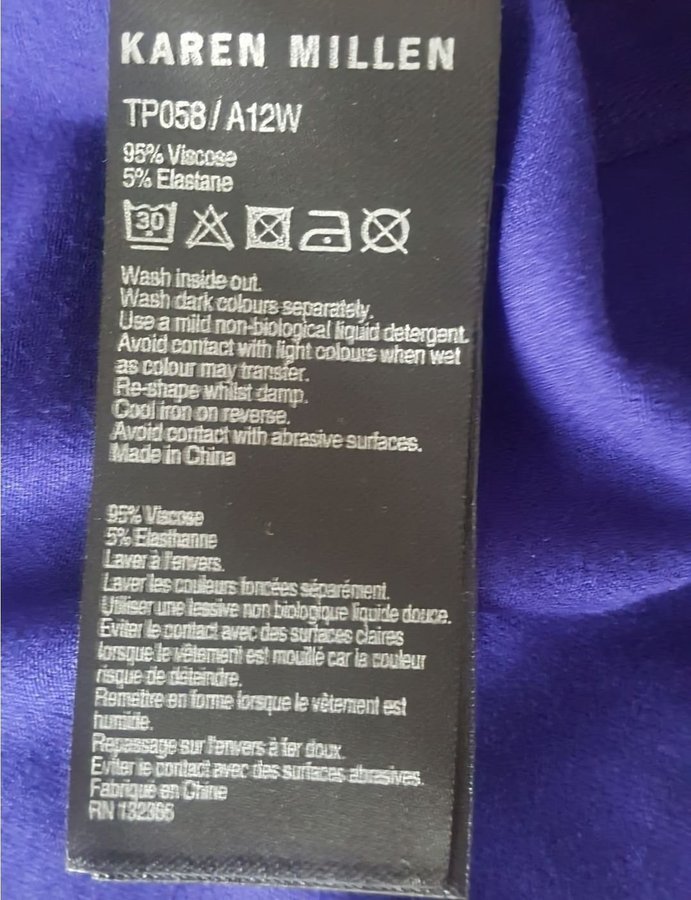 KAREN MILLEN
TP058 / A12W
95% Viscose
5% Elastane
30
Wash inside out.
Wash dark colours separately.
Use a mild non-biological liquid detergent.
Avoid contact with light colours when wet
as colour may transfer.
Re-shape whilst damp.
Cool iron on reverse.
Avoid contact with abrasive surfaces.
Made in China
95% Viscose
5% Elasthanne
Laver à l'envers.
Laver les couleurs foncées séparément.
Utiliser une lessive non biologique liquide douce.
Eviter le contact avec des surfaces claires
lorsque le vêtement est mouillé car la couleur
risque de déteindre.
Remettre en forme lorsque le vêtement est
humide.
Repassage sur l'envers à fer doux.
Eviter le contact avec des surfaces abrasives.
Fabriqué en Chine
RN 132366